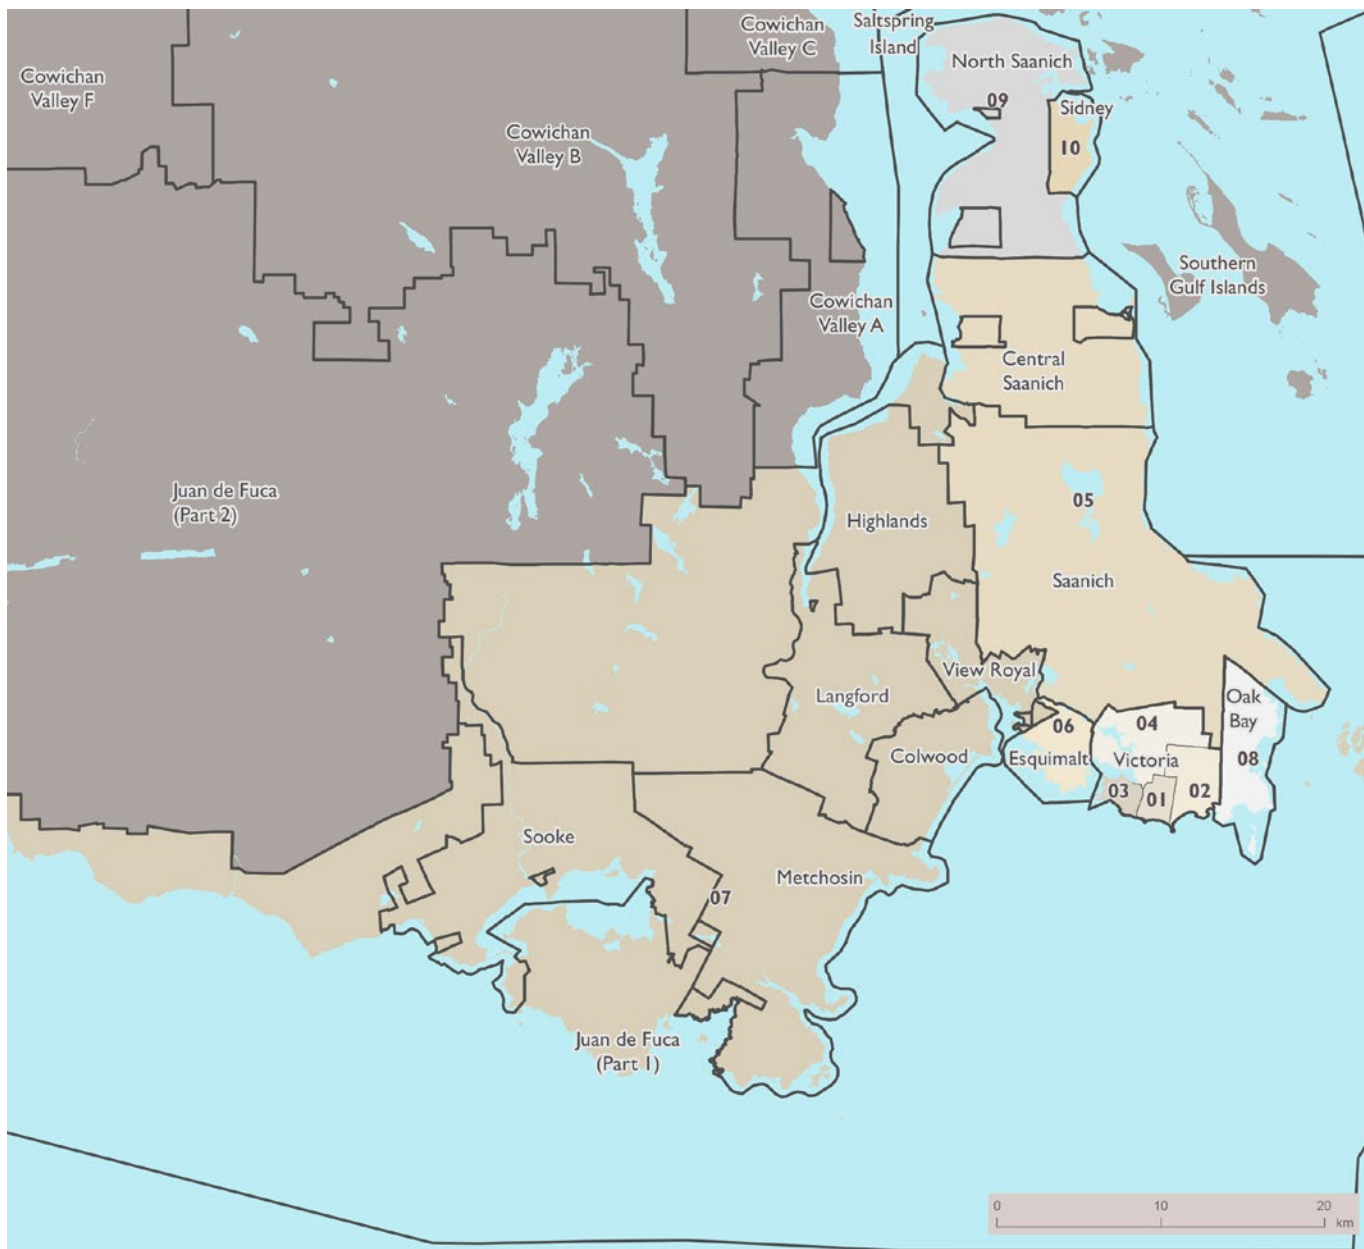 Cowichan
Valley C
Saltspring
Island
North Saanich
Cowichan
Valley F
09
Sidney
Cowichan
Valley B
10
Southern
Gulf Islands
Cowichan
Valley A
Central
Saanich
Juan de Fuca
(Part 2)
05
Highlands
Saanich
View Royal
Langford
Oak
Bay
06
04
Colwood
Esquimalt
Victoria
08
03
01
02
Sooke
Metchosin
07
Juan de Fuca
(Part 1)
0
10
20
km